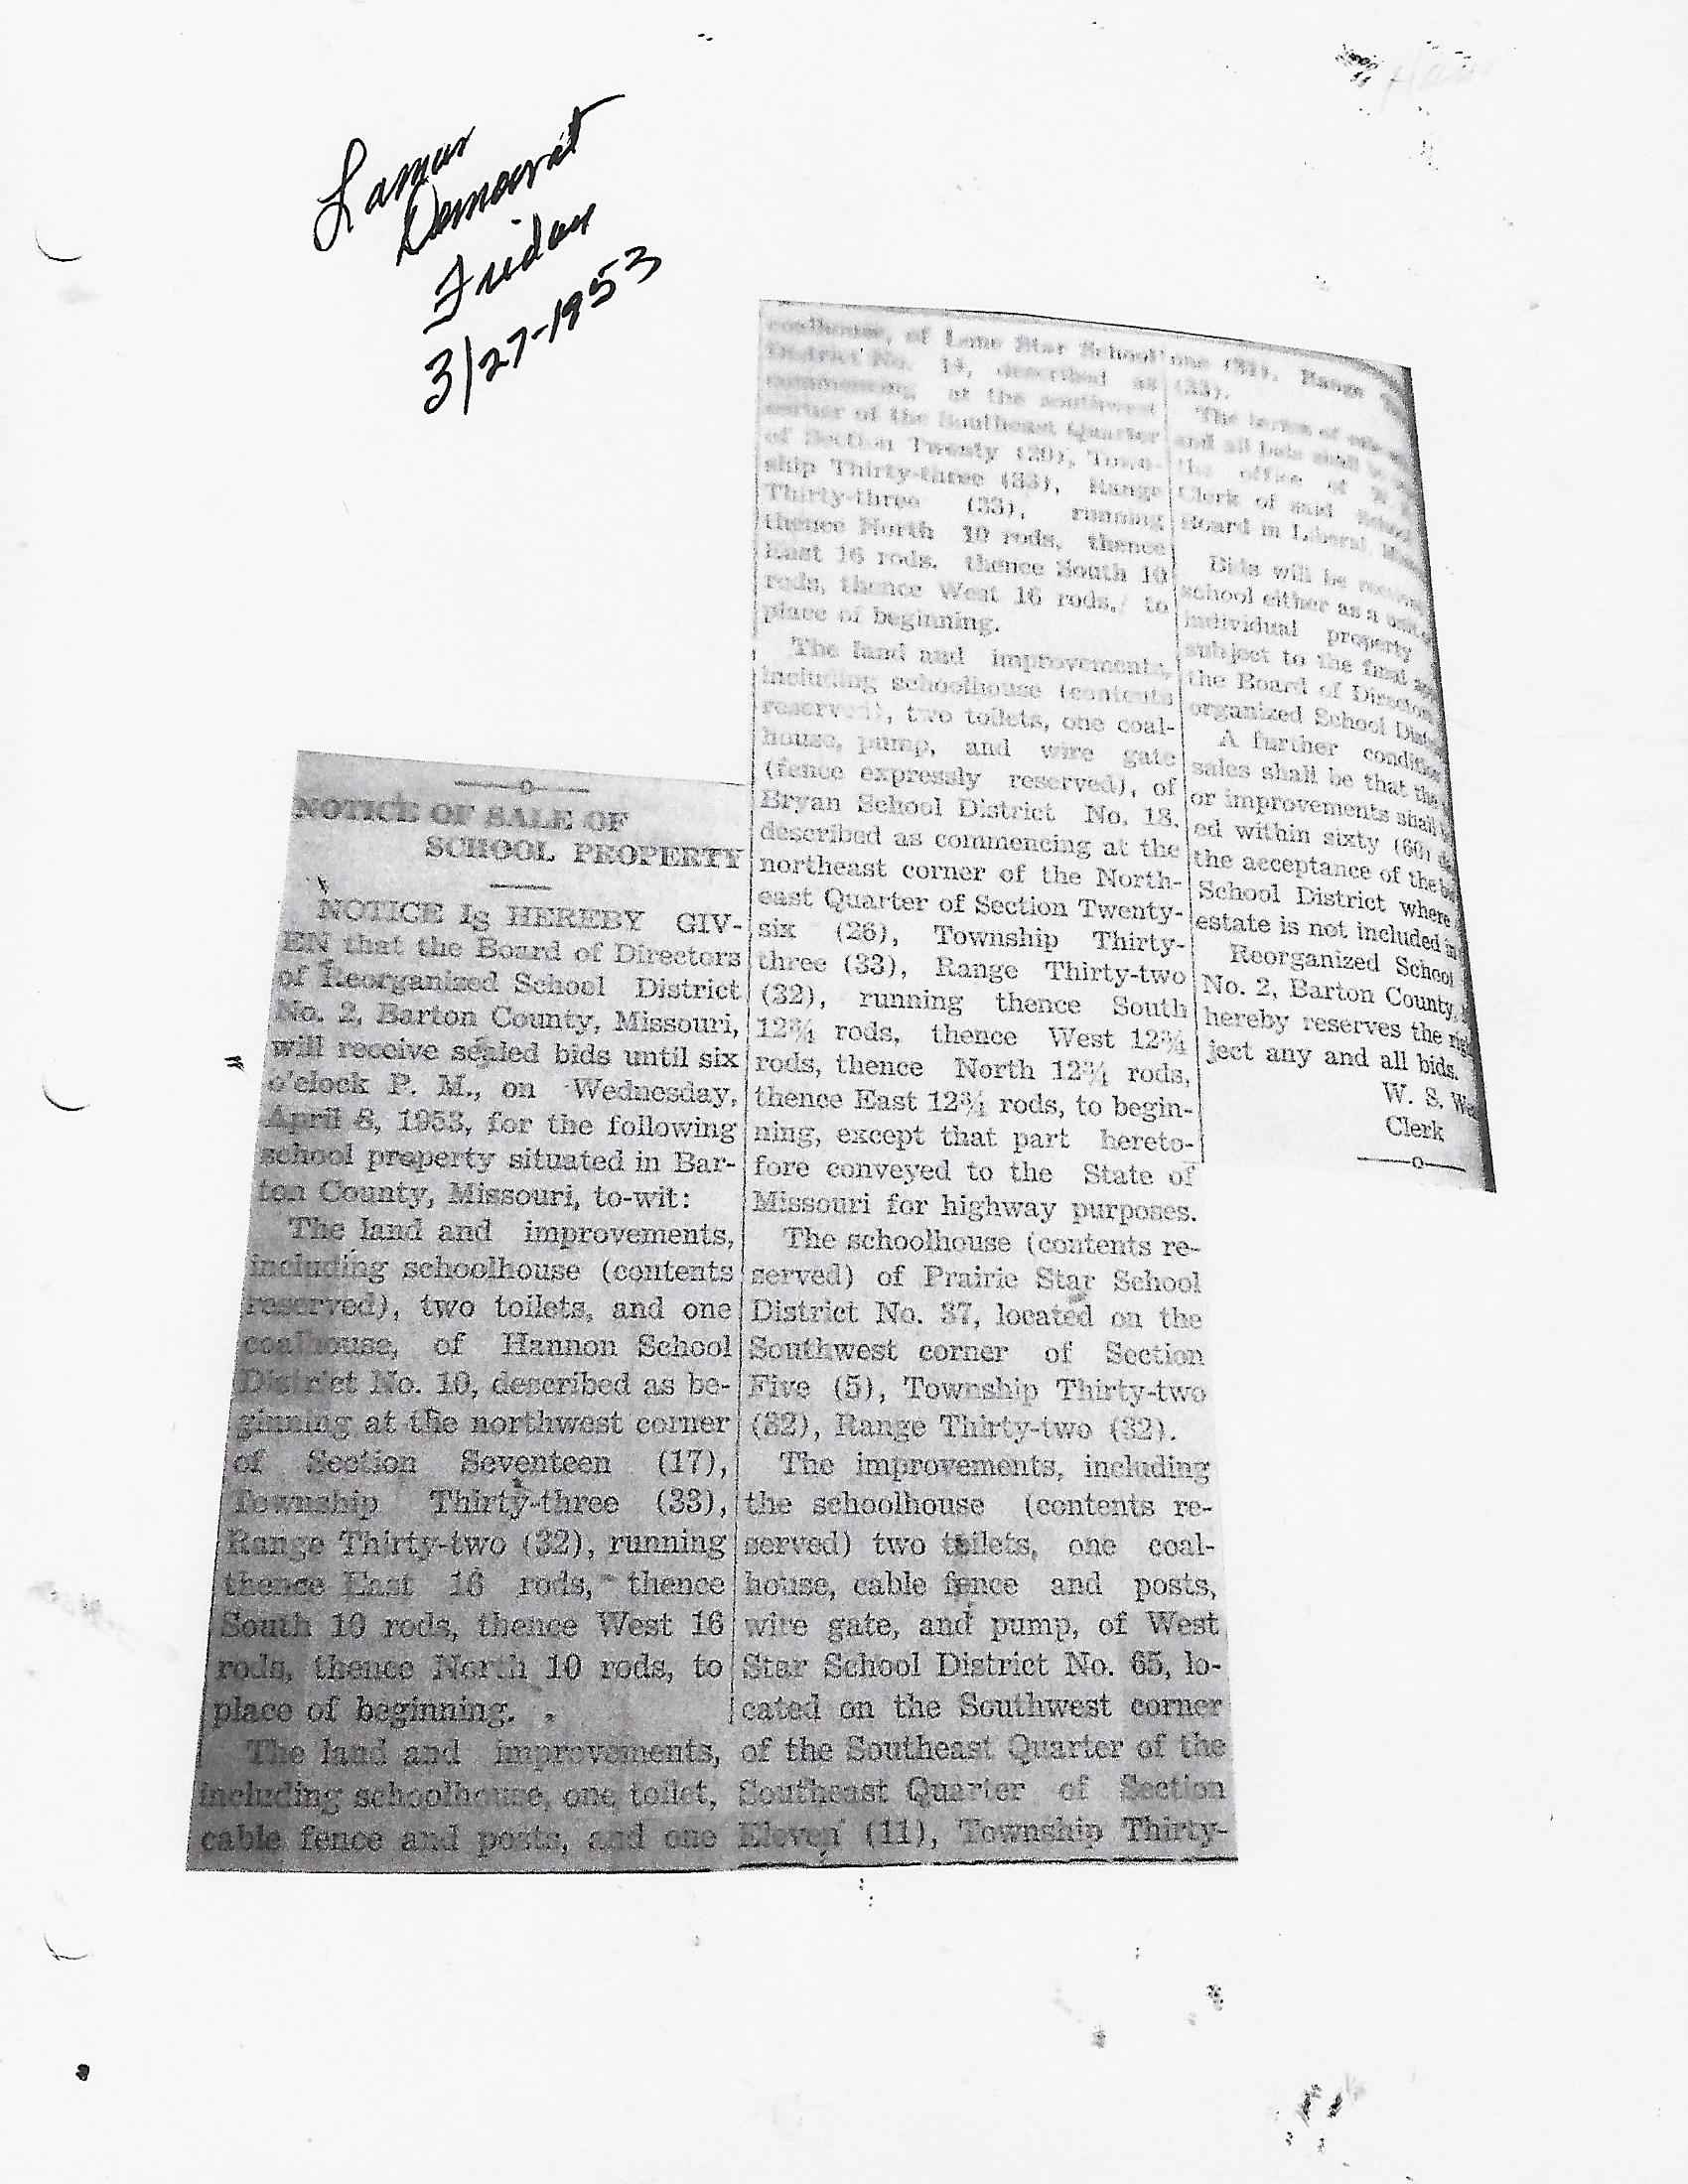 Lamar
Democrat
Friday
3/27-1953
NOTICE OF SALE OF
SCHOOL PROPERTY
NOTICE Is HEREBY GIV-
EN that the Board of Directors
of Reorganized School District
No. 2, Barton County, Missouri,
will receive sealed bids until six
o'clock P. M., on Wednesday,
April 8, 1953, for the following
school property situated in Bar-
ton County, Missouri, to-wit:
The land and improvements,
including schoolhouse (contents
reserved), two toilets, and one
coalhouse, of Hannon School
District No. 10, described as be-
ginning at the northwest corner
of Section Seventeen (17),
Township Thirty-three (33),
Range Thirty-two (32), running
thence East 16 rods, thence
South 10 rods, thence West 16
rods, thence North 10 rods, to
place of beginning.
The land and improvements,
including schoolhouse, one toilet,
cable fence and posts, and one
coalhouse, of Lone Star School
District No. 14, described as
commencing at the southwest
corner of the Southeast Quarter
of Section Twenty (20), Town-
ship Thirty-three (33), Range
Thirty-three (33), running
thence North 10 rods, thence
East 16 rods, thence South 10
rods, thence West 16 rods, to
place of beginning.
The land and improvements,
including schoolhouse (contents
reserved), two toilets, one coal-
house, pump, and wire gate
(fence expressly reserved), of
Bryan School District No. 18,
described as commencing at the
northeast corner of the North-
east Quarter of Section Twenty-
six (26), Township Thirty-
three (33), Range Thirty-two
(32), running thence South
12¾ rods, thence West 12¾
rods, thence North 12¾ rods,
thence East 12¾ rods, to begin-
ning, except that part hereto-
fore conveyed to the State of
Missouri for highway purposes.
The schoolhouse (contents re-
served) of Prairie Star School
District No. 37, located on the
Southwest corner of Section
Five (5), Township Thirty-two
(32), Range Thirty-two (32).
The improvements, including
the schoolhouse (contents re-
served) two toilets, one coal-
house, cable fence and posts,
wire gate, and pump, of West
Star School District No. 65, lo-
cated on the Southwest corner
of the Southeast Quarter of the
Southeast Quarter of Section
Eleven (11), Township Thirty-
one (31), Range
(33).
The terms of
and all bids shall be
the office of W.
Clerk of said School
Board in Liberal,
Bids will be
school either as a unit
individual property
subject to the final
the Board of
organized School
A further condition
sales shall be that the
or improvements shall
ed within sixty (60)
the acceptance of the
School District where
estate is not included in
Reorganized School
No. 2, Barton County,
hereby reserves the
ject any and all bids.
W. S.
Clerk